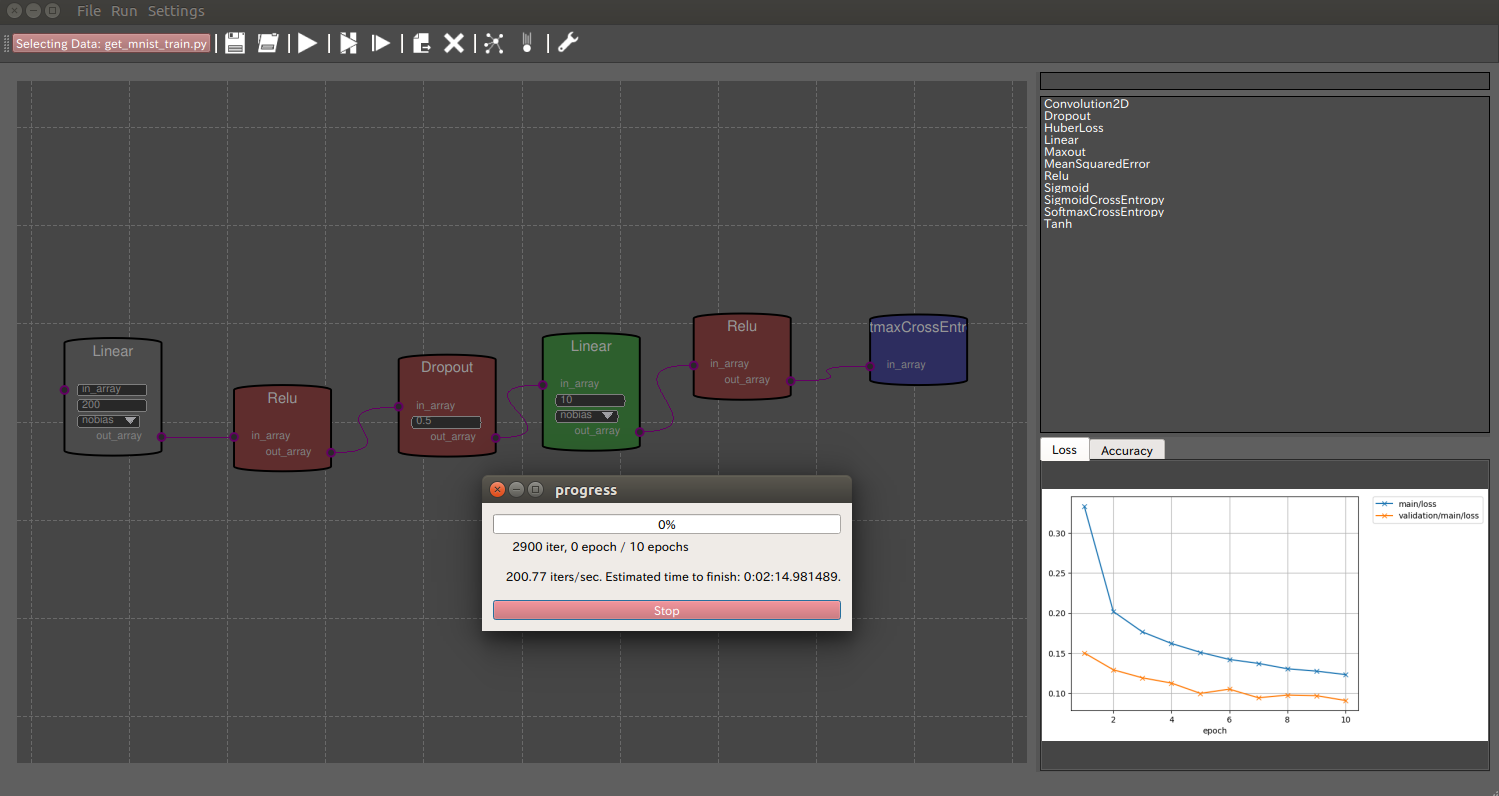 File Run Settings
Selecting Data: get_mnist_train.py
Linear
in_array
200
nobias
out_array
Relu
in_array
out_array
Dropout
in_array
0.5
out_array
Linear
in_array
10
nobias
out_array
Relu
in_array
out_array
tmaxCrossEntr
in_array
progress
0%
2900 iter, 0 epoch / 10 epochs
200.77 iters/sec. Estimated time to finish: 0:02:14.981489.
Stop
Convolution2D
Dropout
HuberLoss
Linear
Maxout
MeanSquaredError
Relu
Sigmoid
SigmoidCrossEntropy
SoftmaxCrossEntropy
Tanh
Loss Accuracy
main/loss
validation/main/loss
0.30
0.25
0.20
0.15
0.10
2 4 6 8 10
epoch